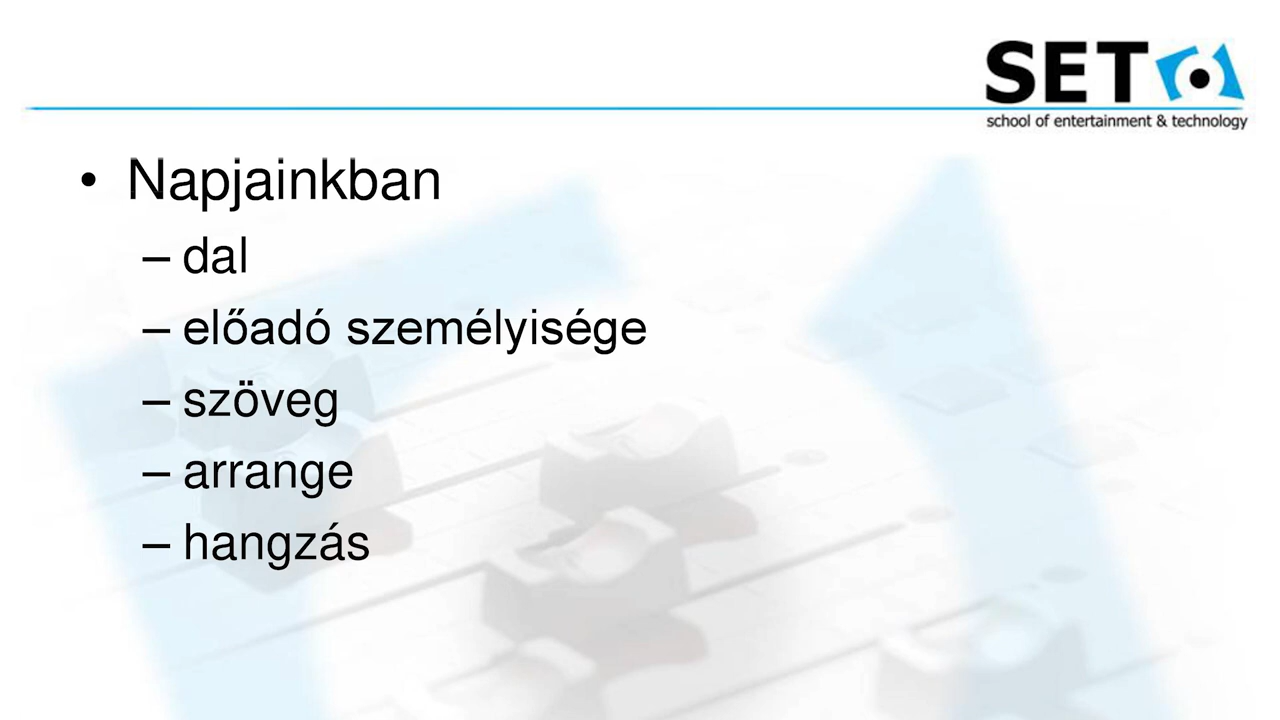 SET
school of entertainment & technology
• Napjainkban
– dal
– előadó személyisége
– szöveg
– arrange
– hangzás